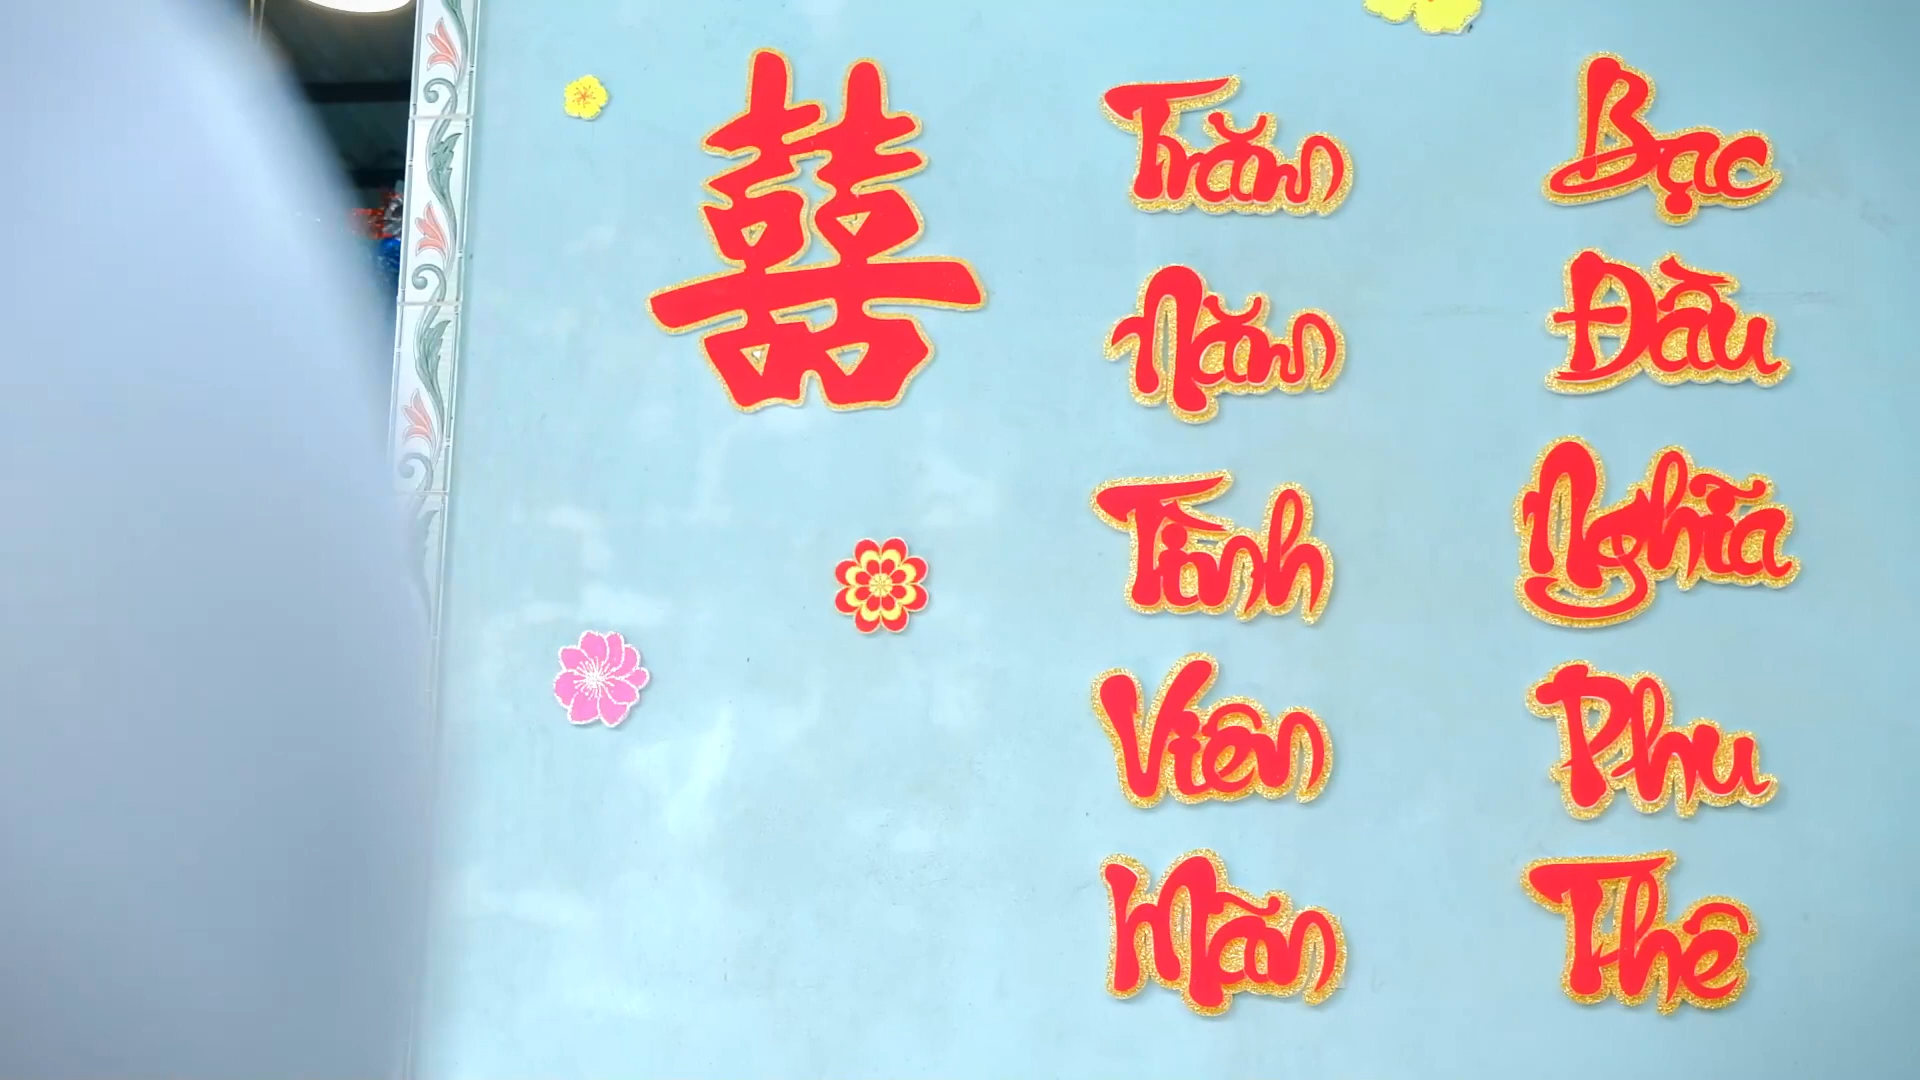 囍
Trăm
Năm
Tình
Viên
Mãn
Bạc
Đầu
Nghĩa
Phu
Thê